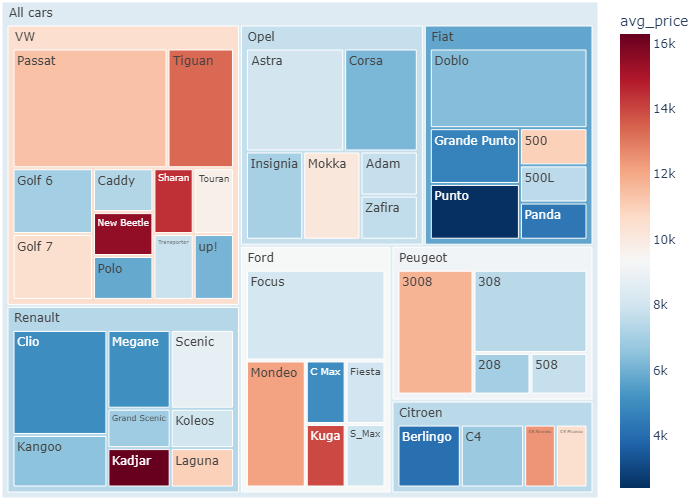 All cars
VW
Passat
Tiguan
Golf 6
Caddy
Sharan
Touran
New Beetle
Golf 7
Polo
Transporter
up!
Opel
Astra
Corsa
Insignia
Mokka
Adam
Zafira
Fiat
Doblo
Grande Punto
500
500L
Punto
Panda
Renault
Clio
Megane
Scenic
Grand Scenic
Koleos
Kangoo
Kadjar
Laguna
Ford
Focus
Mondeo
C Max
Fiesta
Kuga
S_Max
Peugeot
3008
308
208
508
Citroen
Berlingo
C4
avg_price
16k
14k
12k
10k
8k
6k
4k